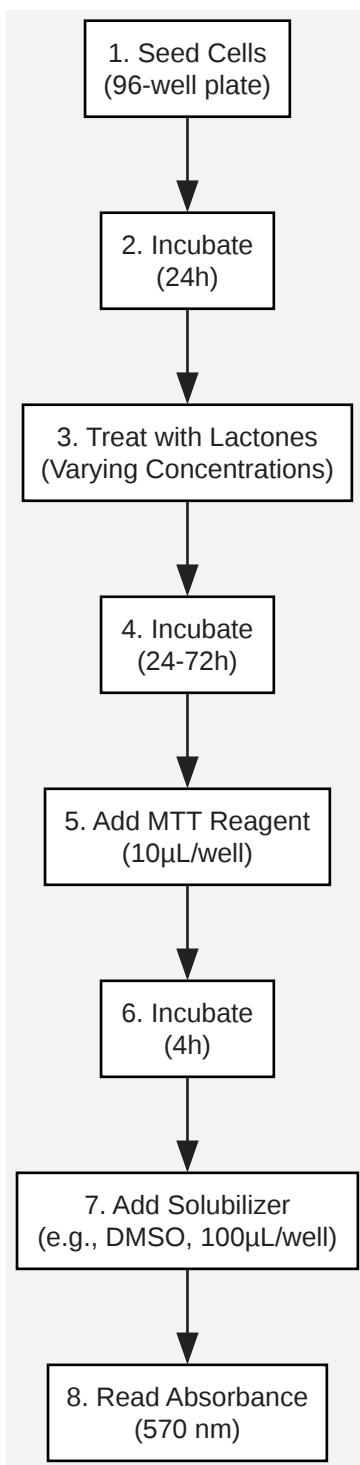 1. Seed Cells
(96-well plate)
2. Incubate
(24h)
3. Treat with Lactones
(Varying Concentrations)
4. Incubate
(24-72h)
5. Add MTT Reagent
(10µL/well)
6. Incubate
(4h)
7. Add Solubilizer
(e.g., DMSO, 100µL/well)
8. Read Absorbance
(570 nm)